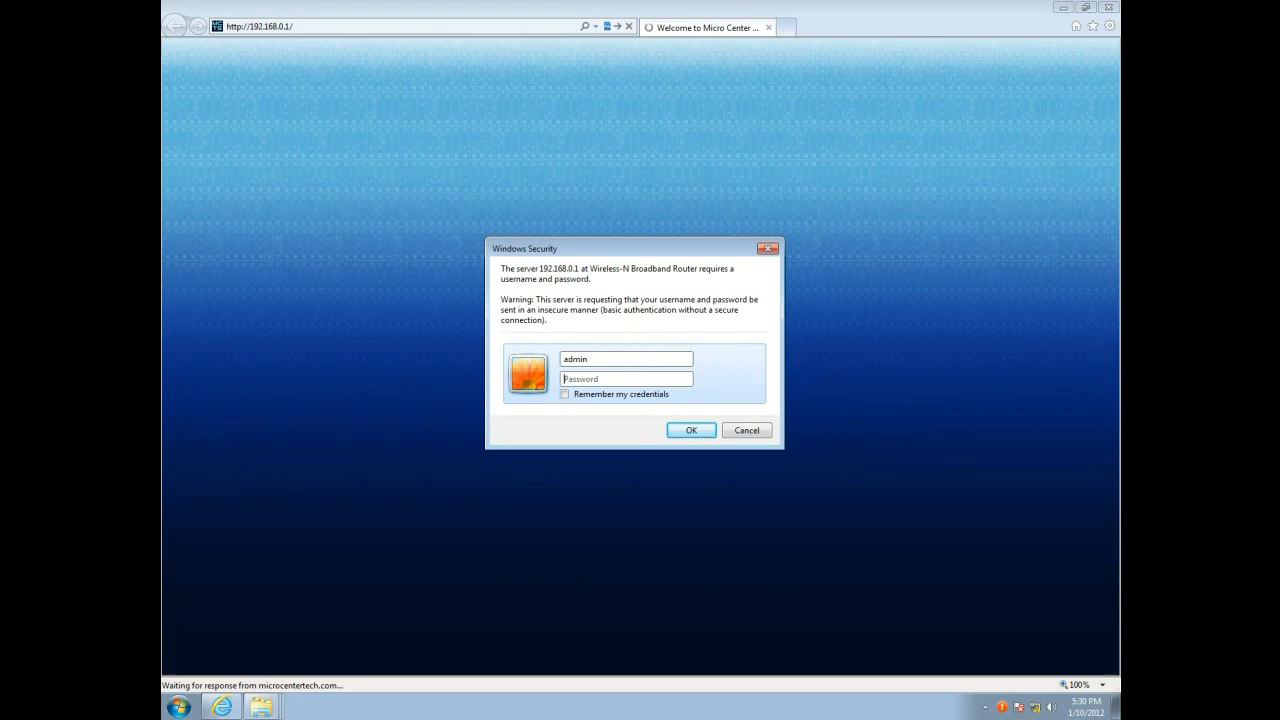 http://192.168.0.1/
Welcome to Micro Center ...
Windows Security
The server 192.168.0.1 at Wireless-N Broadband Router requires a
username and password.
Warning: This server is requesting that your username and password be
sent in an insecure manner (basic authentication without a secure
connection).
admin
Password
Remember my credentials
OK
Cancel
Waiting for response from microcentertech.com...
100%
5:30 PM
1/10/2012